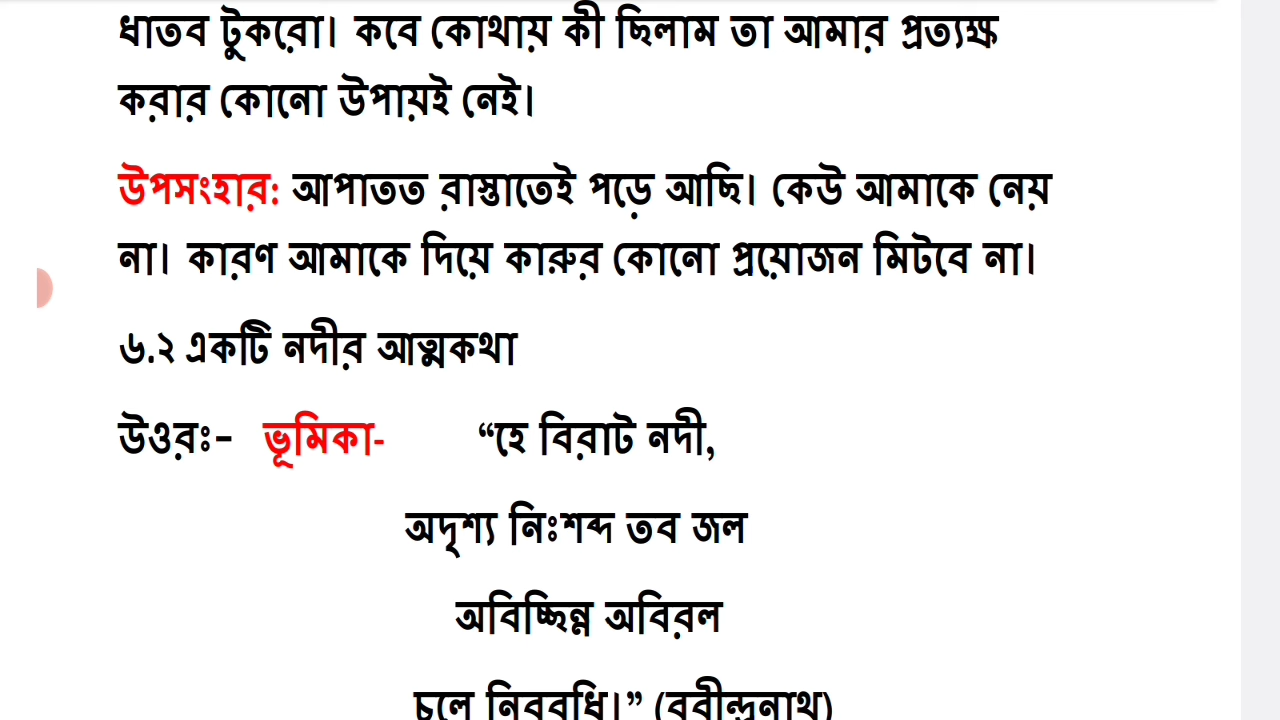 ধাতব টুকরো। কবে কোথায় কী ছিলাম তা আমার প্রত্যক্ষ
করার কোনো উপায়ই নেই।
উপসংহার: আপাতত রাস্তাতেই পড়ে আছি। কেউ আমাকে নেয়
না। কারণ আমাকে দিয়ে কারুর কোনো প্রয়োজন মিটবে না।
৬.২ একটি নদীর আত্মকথা
উওরঃ– ভূমিকা- “হে বিরাট নদী,
অদৃশ্য নিঃশব্দ তব জল
অবিচ্ছিন্ন অবিরল
চলে নিরবধি।” (রবীন্দ্রনাথ)